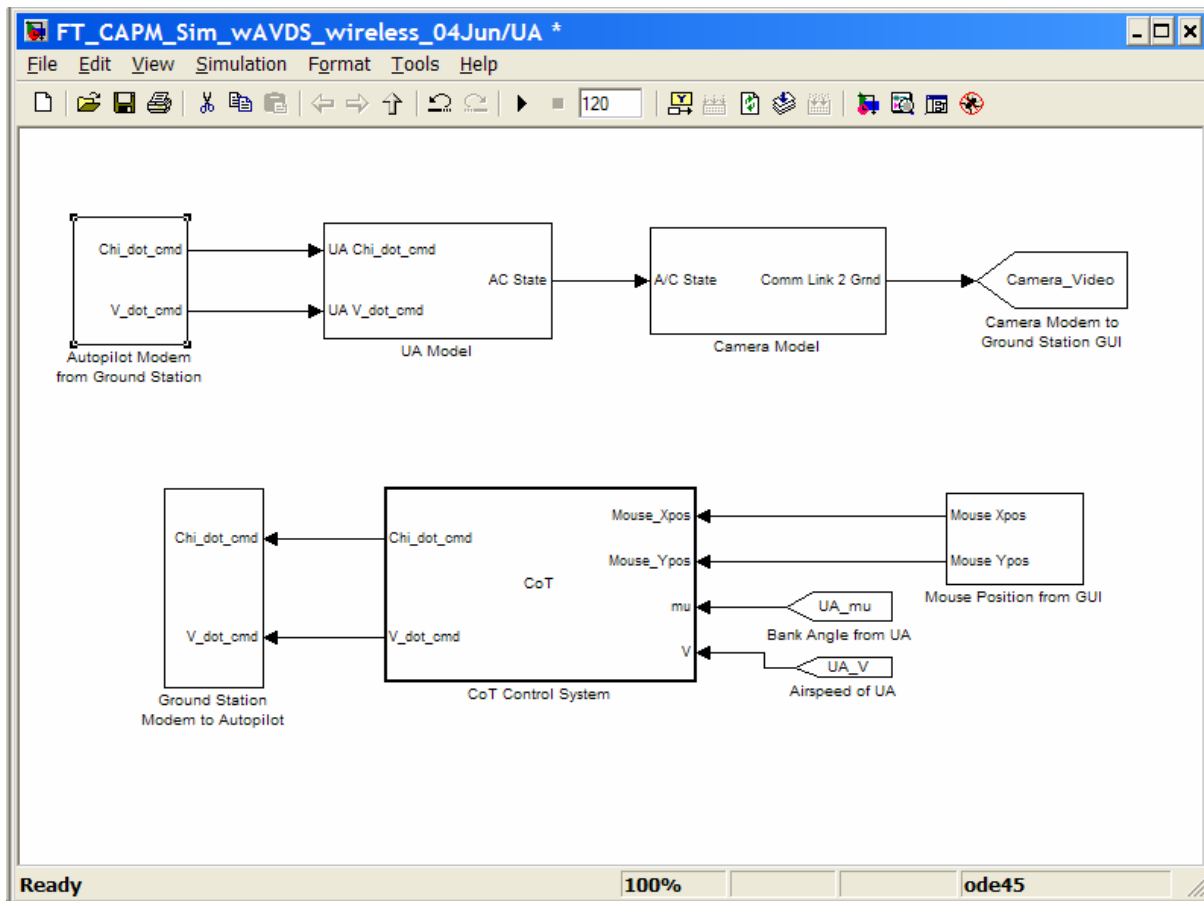 FT_CAPM_Sim_wAVDS_wireless_04Jun/UA *
File Edit View Simulation Format Tools Help
120
Chi_dot_cmd
V_dot_cmd
Autopilot Modem
from Ground Station
UA Chi_dot_cmd
UA V_dot_cmd
AC State
UA Model
A/C State
Comm Link 2 Grnd
Camera Model
Camera_Video
Camera Modem to
Ground Station GUI
Chi_dot_cmd
V_dot_cmd
Ground Station
Modem to Autopilot
Chi_dot_cmd
V_dot_cmd
CoT
Mouse_Xpos
Mouse_Ypos
mu
V
CoT Control System
Mouse Xpos
Mouse Ypos
Mouse Position from GUI
UA_mu
Bank Angle from UA
UA_V
Airspeed of UA
Ready
100%
ode45